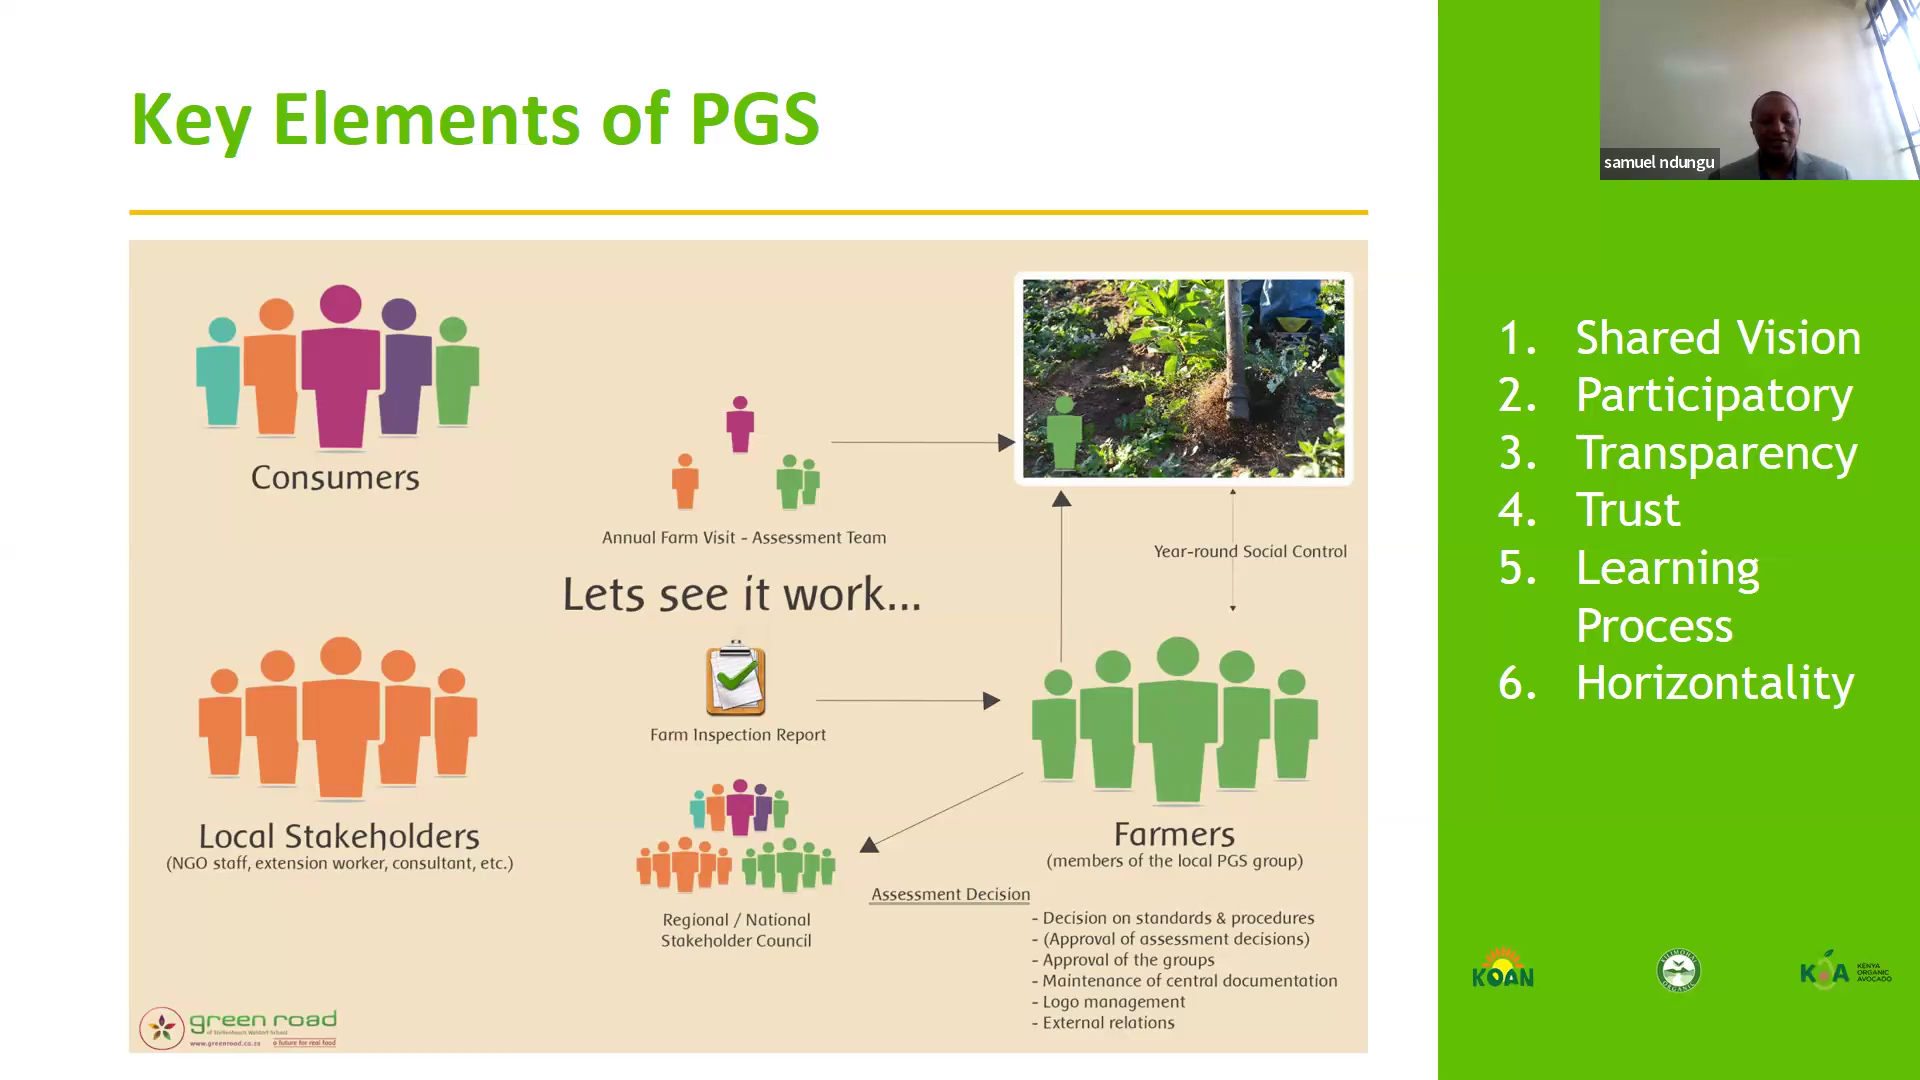 Key Elements of PGS
samuel ndungu
Consumers
Annual Farm Visit - Assessment Team
Year-round Social Control
Lets see it work...
Farm Inspection Report
Local Stakeholders
(NGO staff, extension worker, consultant, etc.)
Farmers
(members of the local PGS group)
Regional / National
Stakeholder Council
Assessment Decision
- Decision on standards & procedures
- (Approval of assessment decisions)
- Approval of the groups
- Maintenance of central documentation
- Logo management
- External relations
green road
www.greenroad.co.za
a future for real food
1. Shared Vision
2. Participatory
3. Transparency
4. Trust
5. Learning
Process
6. Horizontality
KOAN
ORGANIC
KOA
KENYA
ORGANIC
AVOCADO